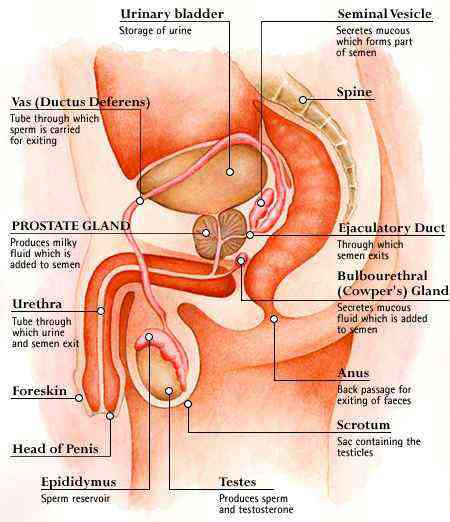 Urinary bladder
Storage of urine
Seminal Vesicle
Secretes mucous
which forms part
of semen
Spine
Vas (Ductus Deferens)
Tube through which
sperm is carried
for exiting
PROSTATE GLAND
Produces milky
fluid which is
added to semen
Ejaculatory Duct
Through which
semen exits
Bulbourethral
(Cowper's) Gland
Secretes mucous
fluid which is added
to semen
Urethra
Tube through
which urine
and semen exit
Anus
Back passage for
exiting of faeces
Foreskin
Scrotum
Sac containing the
testicles
Head of Penis
Epididymus
Sperm reservoir
Testes
Produces sperm
and testosterone